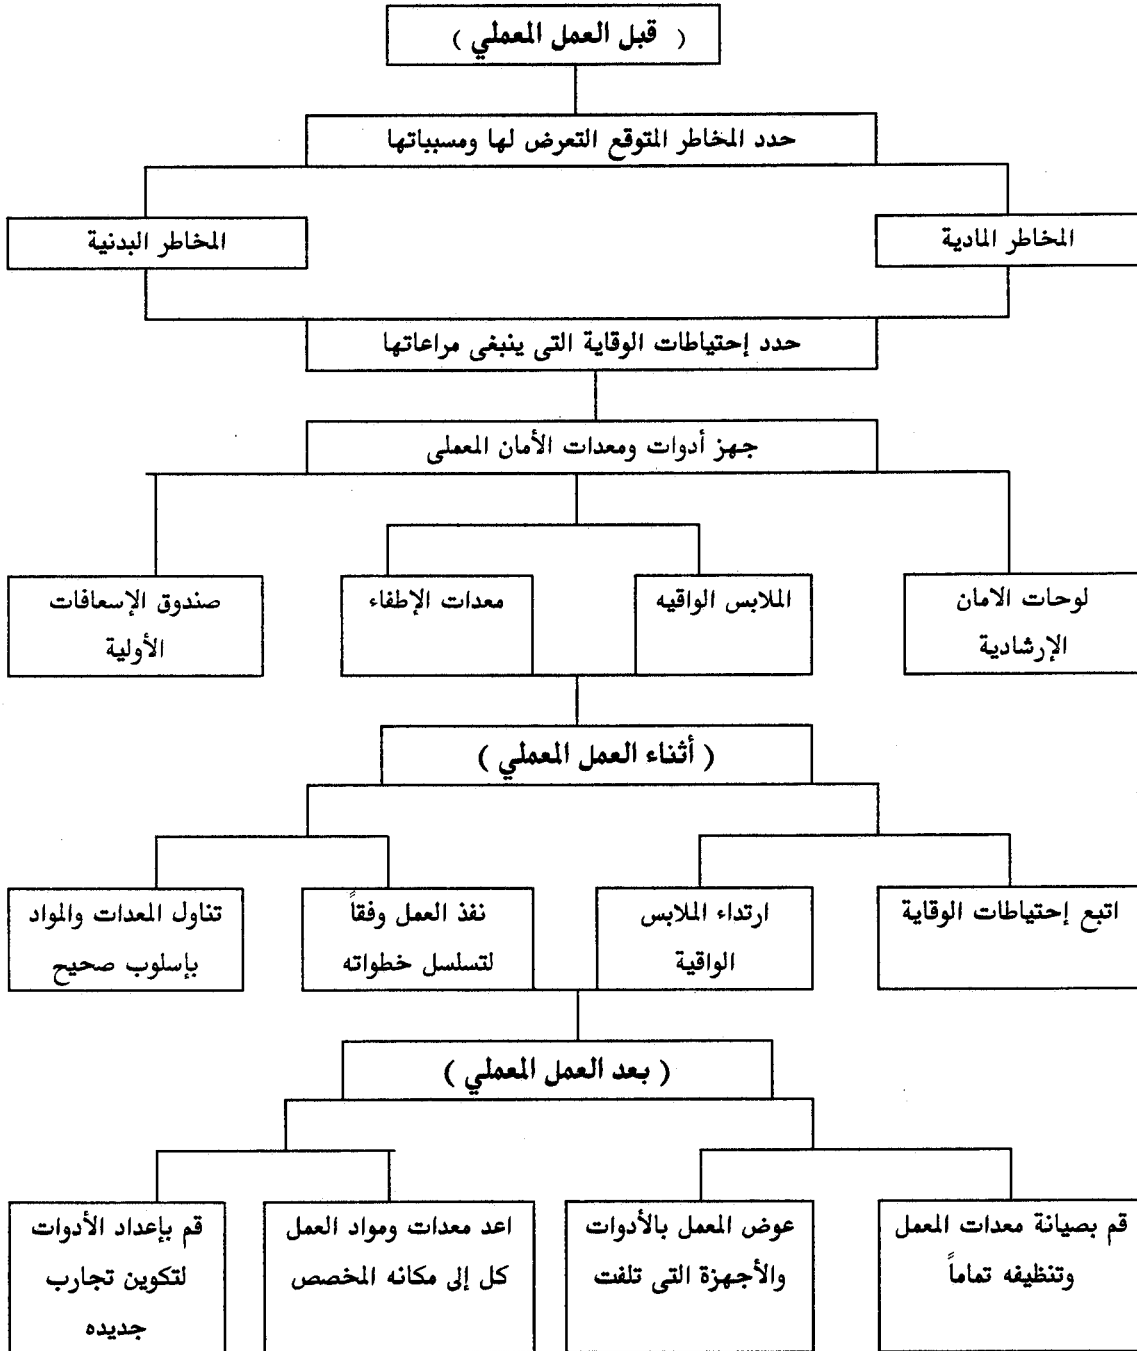 ( قبل العمل المعملي )
حدد المخاطر المتوقع التعرض لها ومسبباتها
المخاطر المادية
المخاطر البدنية
حدد إحتياطات الوقاية التى ينبغى مراعاتها
جهز أدوات ومعدات الأمان المعملى
لوحات الامان
الإرشادية
الملابس الواقيه
معدات الإطفاء
صندوق الإسعافات
الأولية
( أثناء العمل المعملي )
اتبع إحتياطات الوقاية
ارتداء الملابس
الواقية
نفذ العمل وفقاً
لتسلسل خطواته
تناول المعدات والمواد
بإسلوب صحيح
( بعد العمل المعملي )
قم بصيانة معدات المعمل
وتنظيفه تماماً
عوض المعمل بالأدوات
والأجهزة التى تلفت
اعد معدات ومواد العمل
كل إلى مكانه المخصص
قم بإعداد الأدوات
لتكوين تجارب
جديده